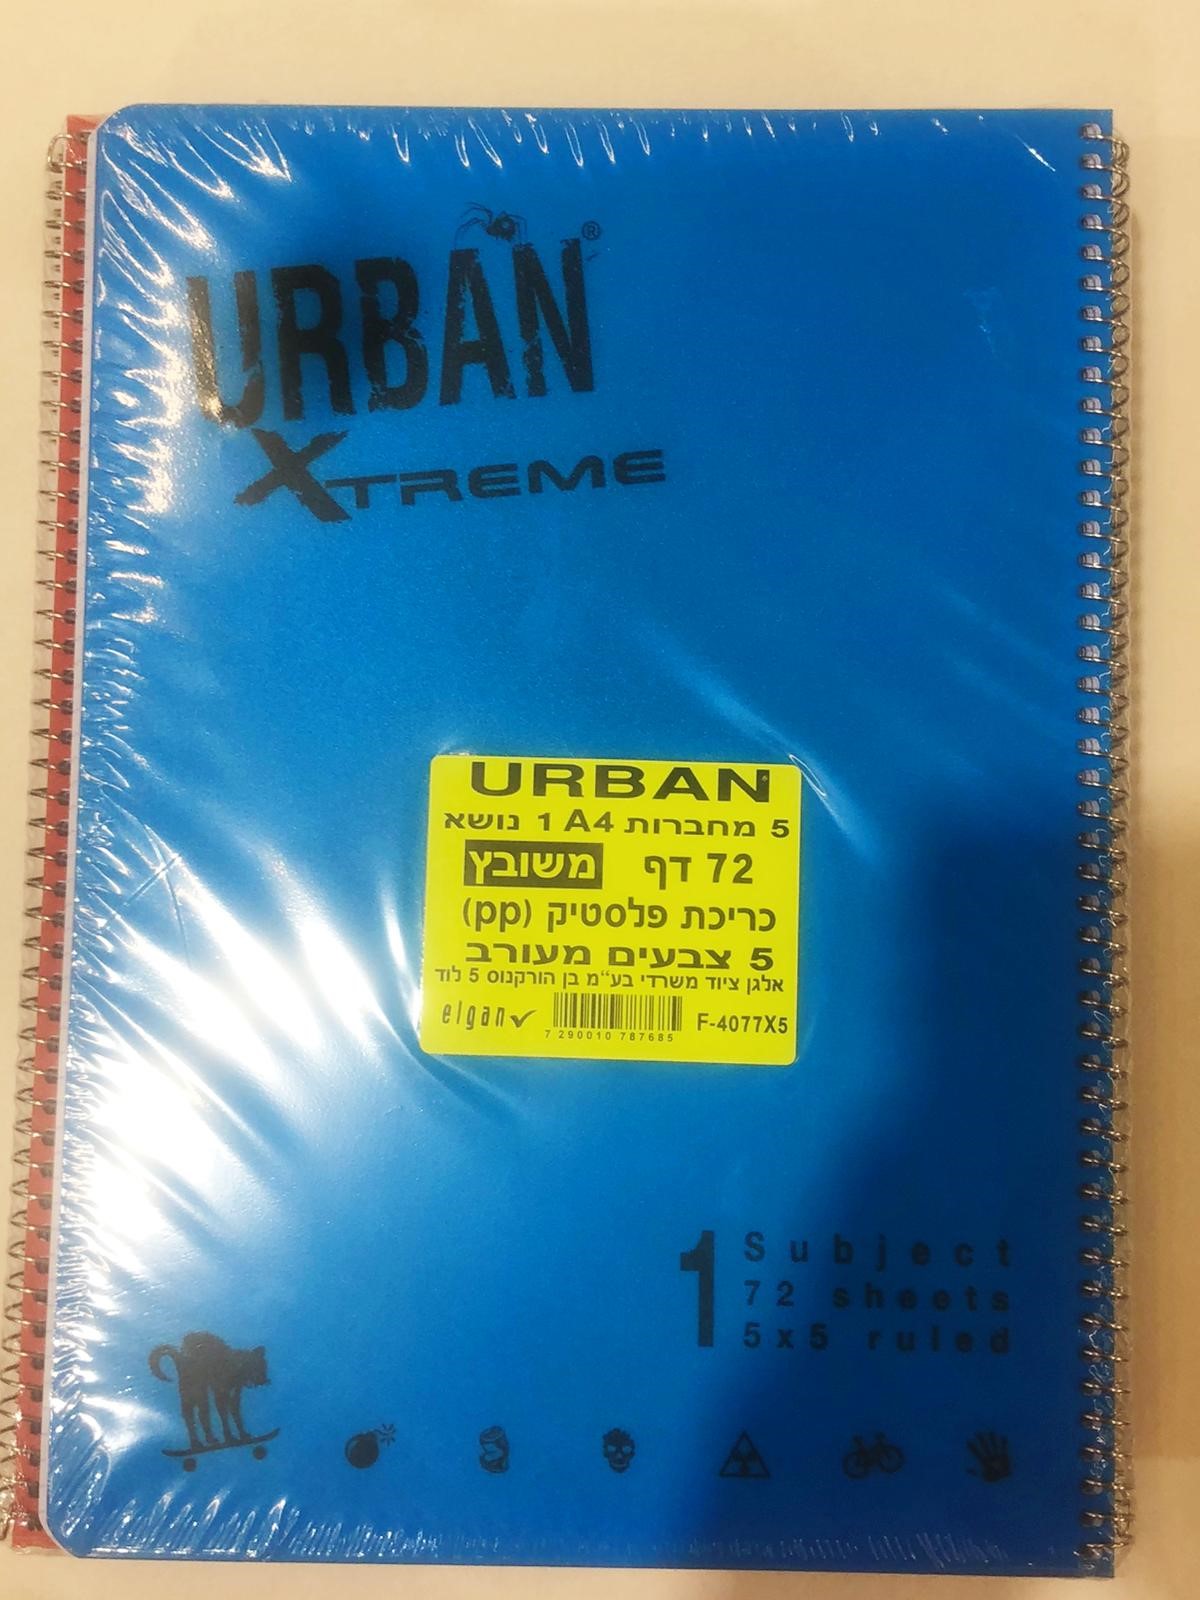 URBAN®
XTREME
URBAN®
5 מחברות A4 1 נושא
72 דף משובץ
כריכת פלסטיק (pp)
5 צבעים מעורב
אלגן ציוד משרדי בע"מ בן הורקנוס 5 לוד
elgan F-4077X5
7 290010 787685
1 Subject
72 sheets
5x5 ruled